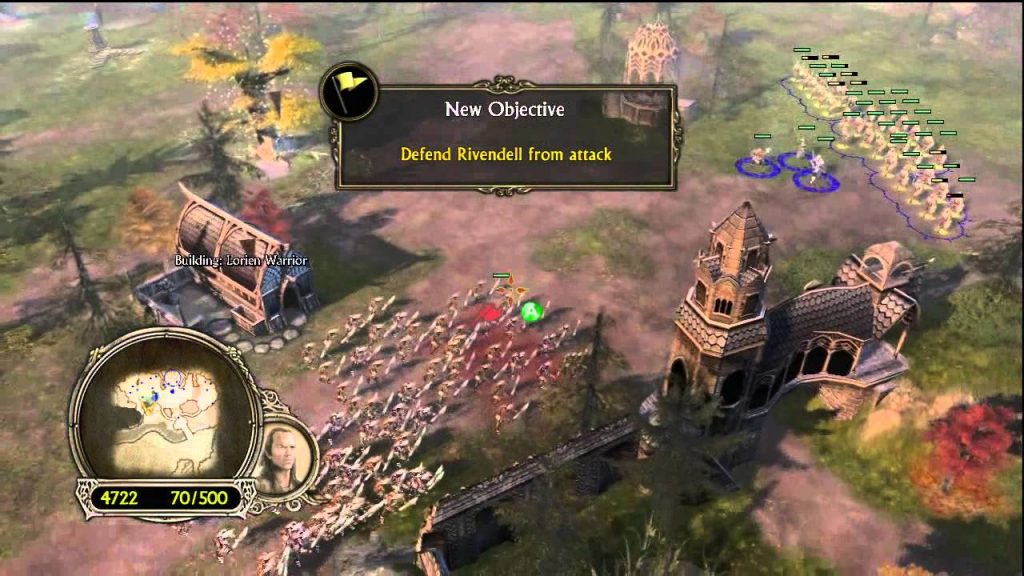 New Objective
Defend Rivendell from attack
Building: Lorien Warrior
A
4722 70/500